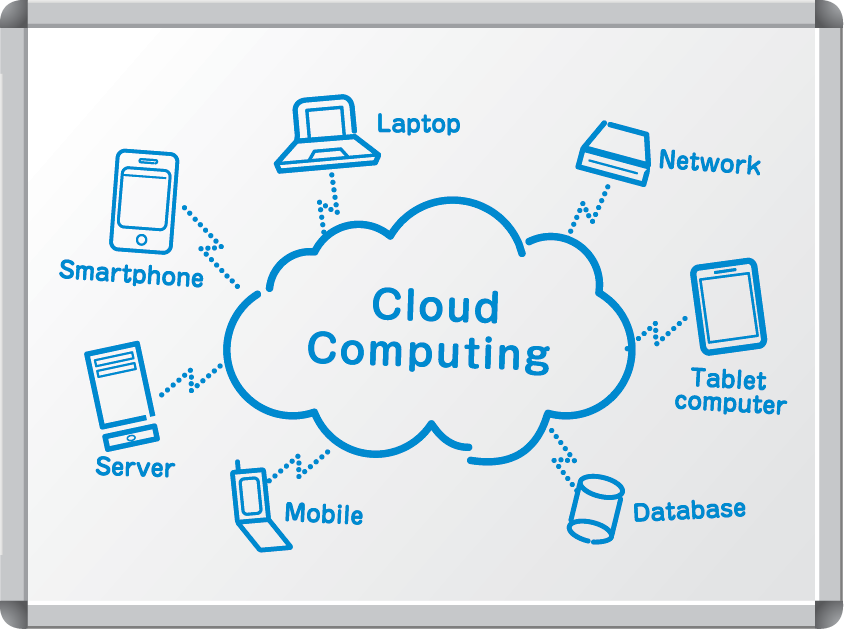 Laptop
Network
Smartphone
Cloud
Computing
Tablet
computer
Server
Mobile
Database